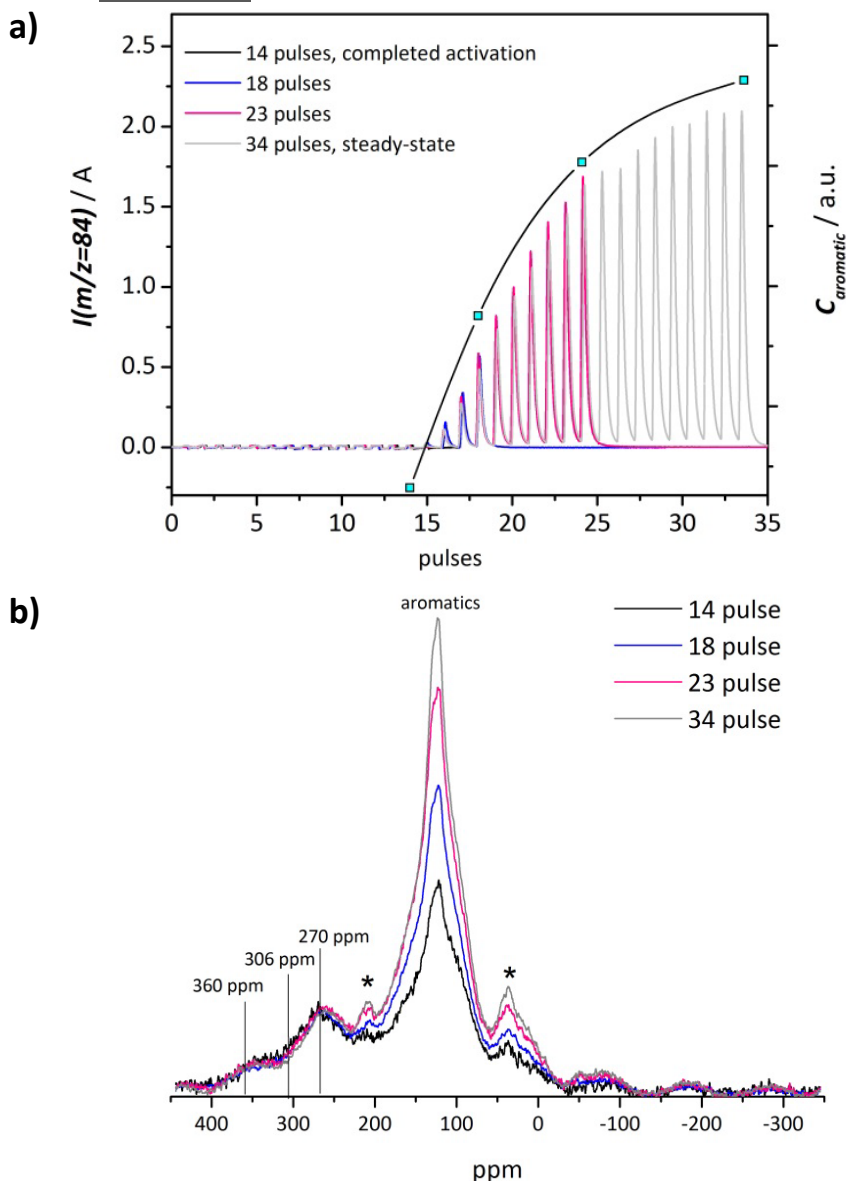 a)
14 pulses, completed activation
18 pulses
23 pulses
34 pulses, steady-state
I(m/z=84) / A
2.5
2.0
1.5
1.0
0.5
0.0
C aromatic / a.u.
0 5 10 15 20 25 30 35
pulses
b)
aromatics
14 pulse
18 pulse
23 pulse
34 pulse
270 ppm
306 ppm
360 ppm
* *
400 300 200 100 0 -100 -200 -300
ppm